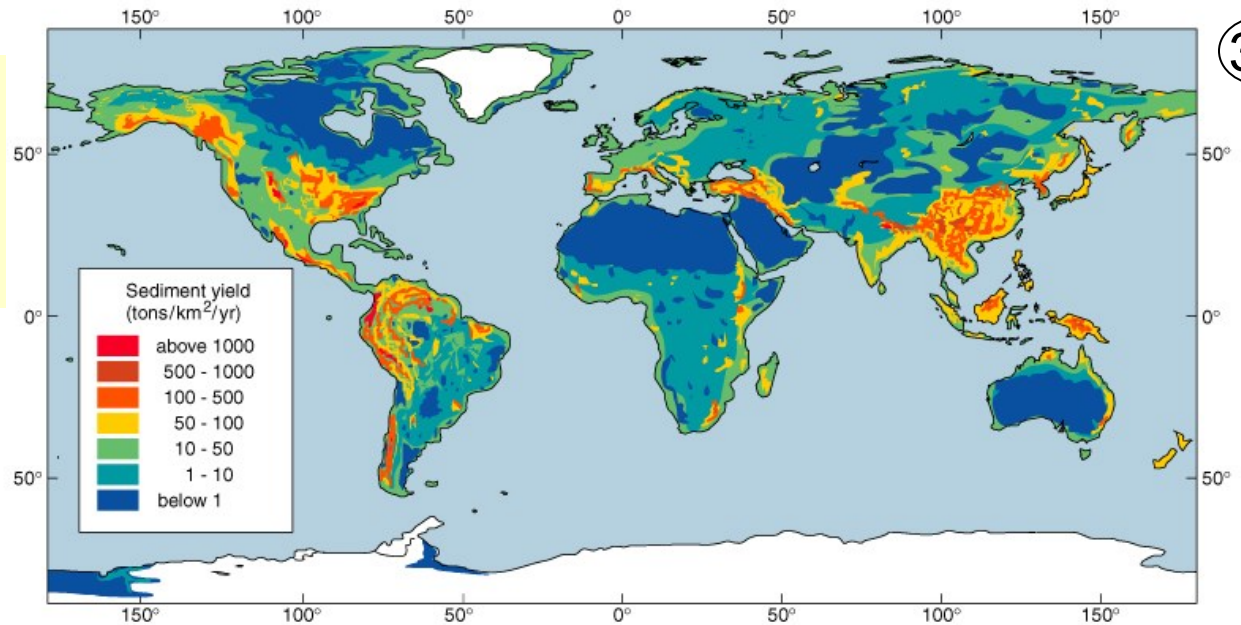 150° 100° 50° 0° 50° 100° 150°
③
50° 50°
0° 0°
50° 50°
Sediment yield
(tons/km²/yr)
above 1000
500 - 1000
100 - 500
50 - 100
10 - 50
1 - 10
below 1
150° 100° 50° 0° 50° 100° 150°